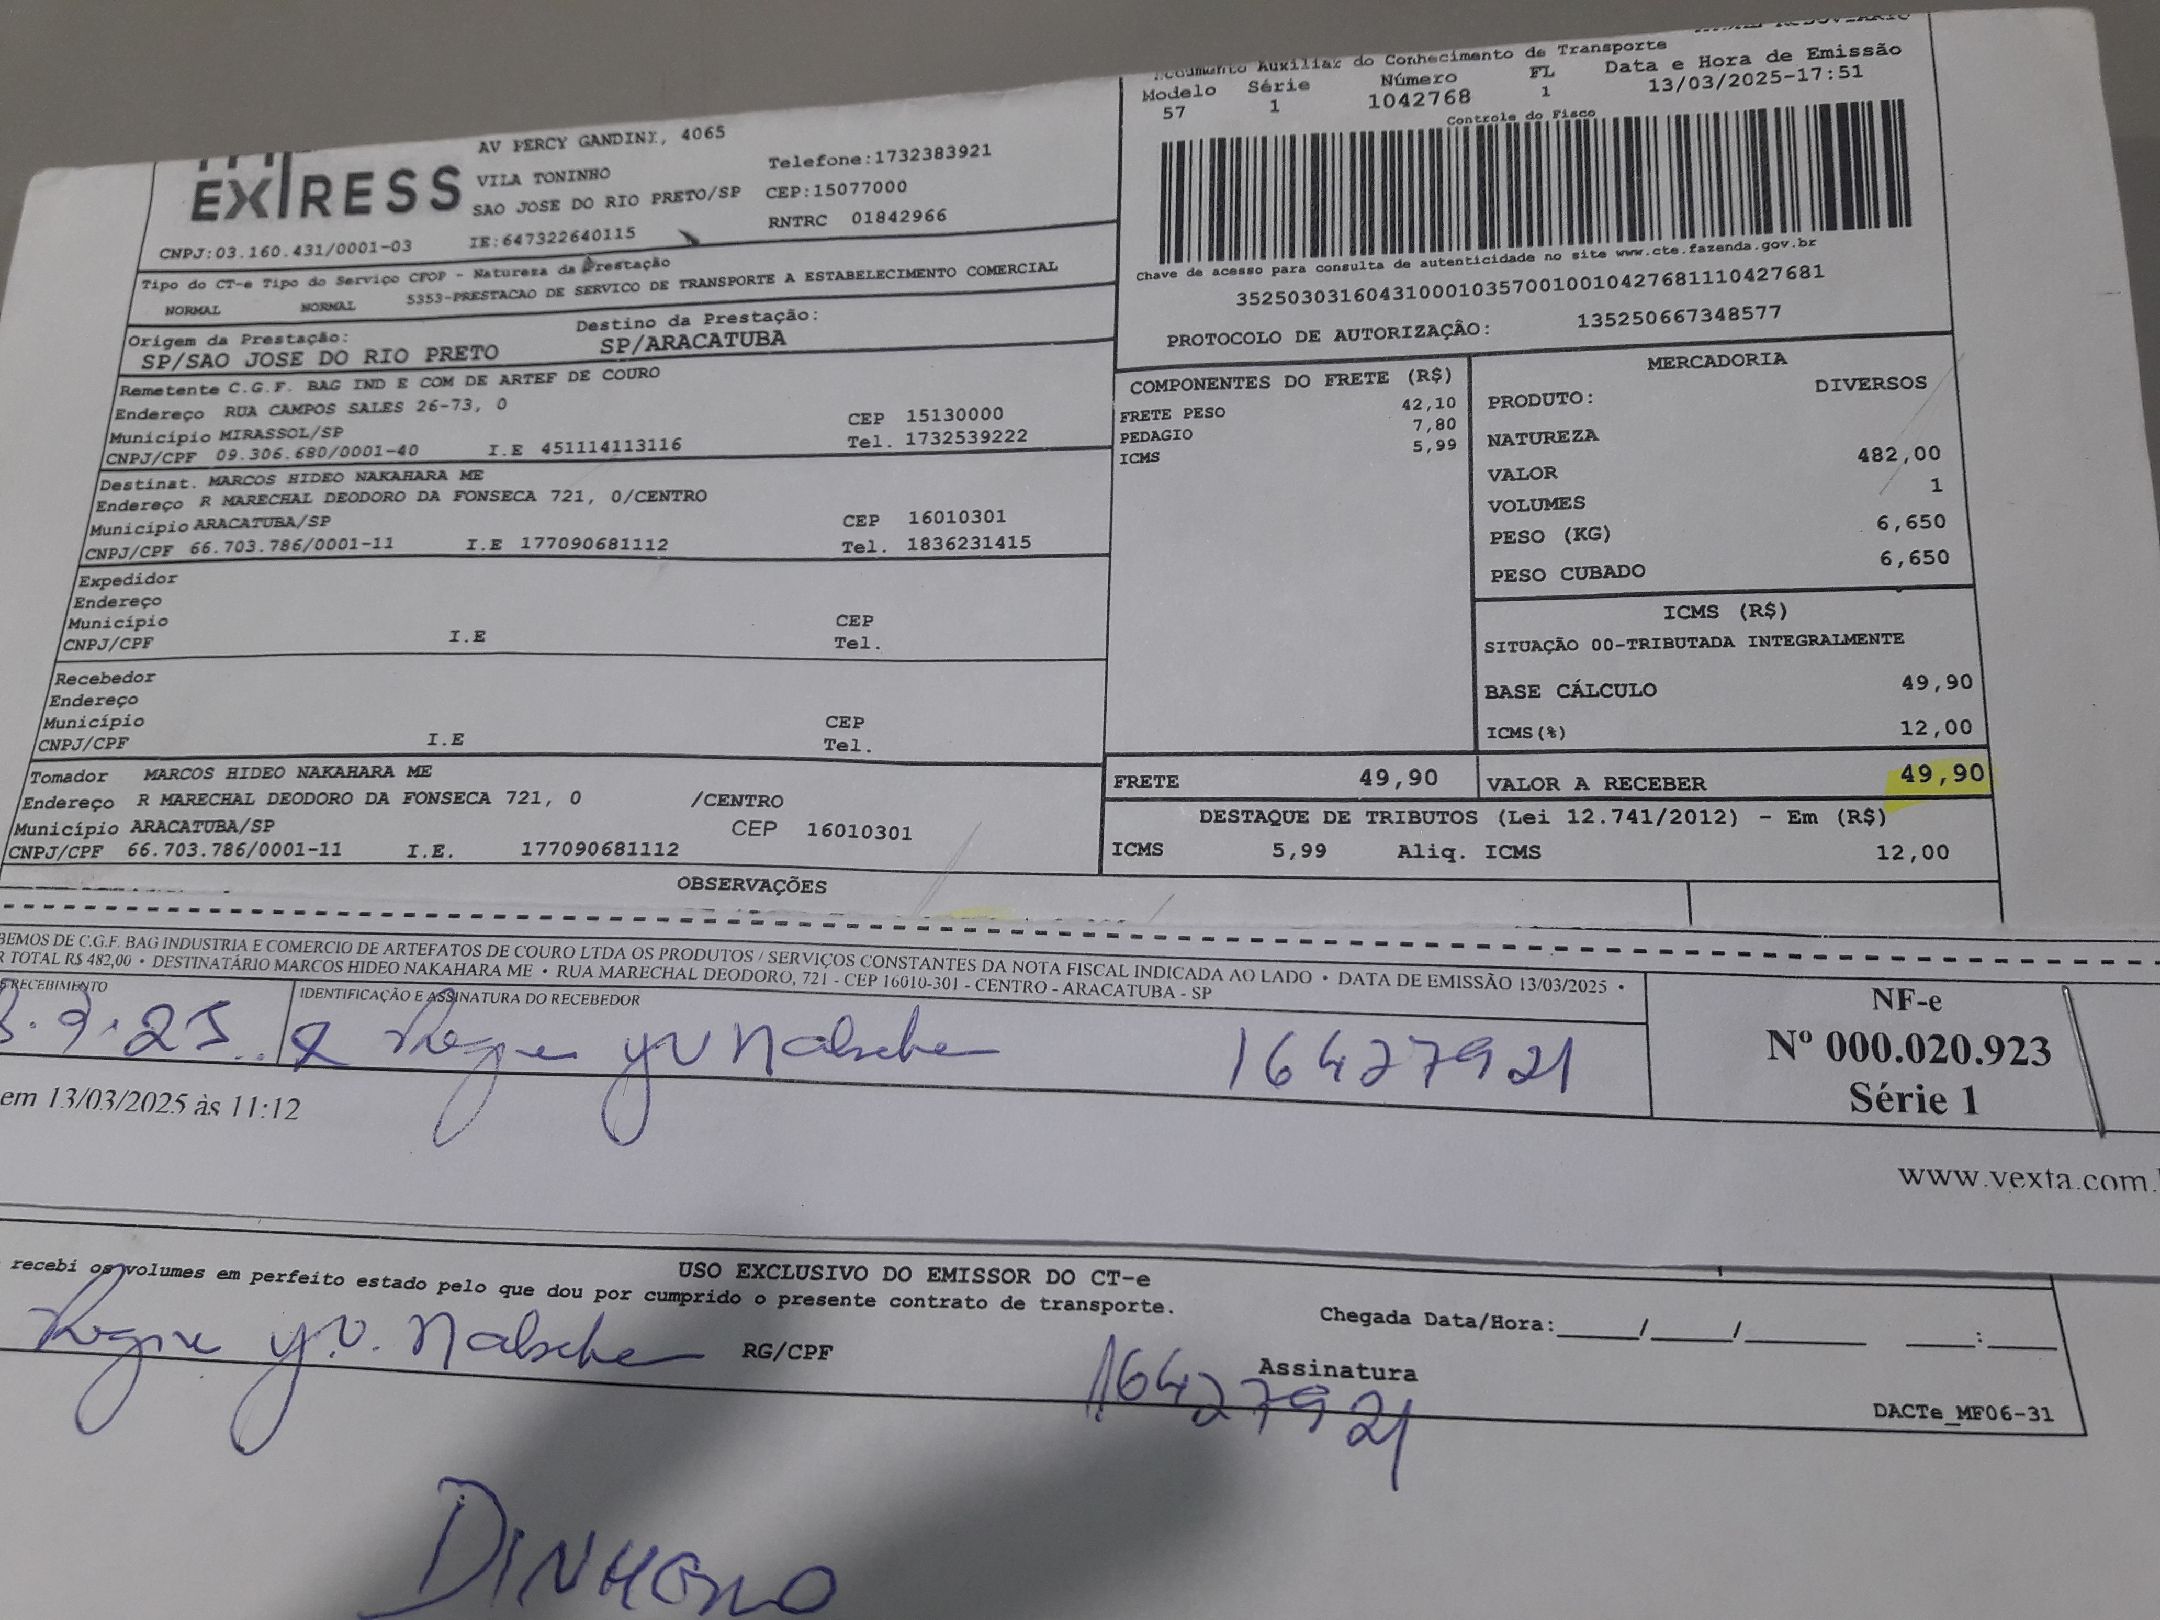 EXPRESS
AV PERCY GANDINI, 4065
VILA TONINHO
SAO JOSE DO RIO PRETO/SP
Telefone:1732383921
CEP:15077000
RNTRC 01842966
CNPJ:03.160.431/0001-03 IE:647322640115
Tipo do CT-e Tipo do Serviço CFOP - Natureza da Prestação
NORMAL NORMAL 5353-PRESTACAO DE SERVICO DE TRANSPORTE A ESTABELECIMENTO COMERCIAL
Origem da Prestação: Destino da Prestação:
SP/SAO JOSE DO RIO PRETO SP/ARACATUBA
Remetente C.G.F. BAG IND E COM DE ARTEF DE COURO
Endereço RUA CAMPOS SALES 26-73, 0 CEP 15130000
Município MIRASSOL/SP Tel. 1732539222
CNPJ/CPF 09.306.680/0001-40 I.E 451114113116
Destinat. MARCOS HIDEO NAKAHARA ME
Endereço R MARECHAL DEODORO DA FONSECA 721, 0/CENTRO
Município ARACATUBA/SP CEP 16010301
CNPJ/CPF 66.703.786/0001-11 I.E 177090681112 Tel. 1836231415
Expedidor
Endereço
Município CEP
CNPJ/CPF I.E Tel.
Recebedor
Endereço
Município CEP
CNPJ/CPF I.E Tel.
Tomador MARCOS HIDEO NAKAHARA ME
Endereço R MARECHAL DEODORO DA FONSECA 721, 0 /CENTRO
Município ARACATUBA/SP CEP 16010301
CNPJ/CPF 66.703.786/0001-11 I.E. 177090681112
OBSERVAÇÕES
Documento Auxiliar do Conhecimento de Transporte
Modelo Série Número FL Data e Hora de Emissão
57 1 1042768 1 13/03/2025-17:51
Controle do Fisco
Chave de acesso para consulta de autenticidade no site www.cte.fazenda.gov.br
35250303160431000103570010010427681110427681
PROTOCOLO DE AUTORIZAÇÃO: 135250667348577
COMPONENTES DO FRETE (R$)
FRETE PESO 42,10
PEDAGIO 7,80
ICMS 5,99
MERCADORIA
PRODUTO: DIVERSOS
NATUREZA
VALOR 482,00
VOLUMES 1
PESO (KG) 6,650
PESO CUBADO 6,650
ICMS (R$)
SITUAÇÃO 00-TRIBUTADA INTEGRALMENTE
BASE CÁLCULO 49,90
ICMS(%) 12,00
FRETE 49,90 VALOR A RECEBER 49,90
DESTAQUE DE TRIBUTOS (Lei 12.741/2012) - Em (R$)
ICMS 5,99 Aliq. ICMS 12,00
BEMOS DE C.G.F. BAG INDUSTRIA E COMERCIO DE ARTEFATOS DE COURO LTDA OS PRODUTOS / SERVIÇOS CONSTANTES DA NOTA FISCAL INDICADA AO LADO • DATA DE EMISSÃO 13/03/2025 •
R TOTAL R$ 482,00 • DESTINATÁRIO MARCOS HIDEO NAKAHARA ME • RUA MARECHAL DEODORO, 721 - CEP 16010-301 - CENTRO - ARACATUBA - SP
RECEBIMENTO IDENTIFICAÇÃO E ASSINATURA DO RECEBEDOR
16427921
NF-e
Nº 000.020.923
Série 1
em 13/03/2025 às 11:12
www.vexta.com.
USO EXCLUSIVO DO EMISSOR DO CT-e
recebi os volumes em perfeito estado pelo que dou por cumprido o presente contrato de transporte.
Chegada Data/Hora:____/____/______ ____:____
RG/CPF 16427921 Assinatura
DACTe_MF06-31
DINHEIRO